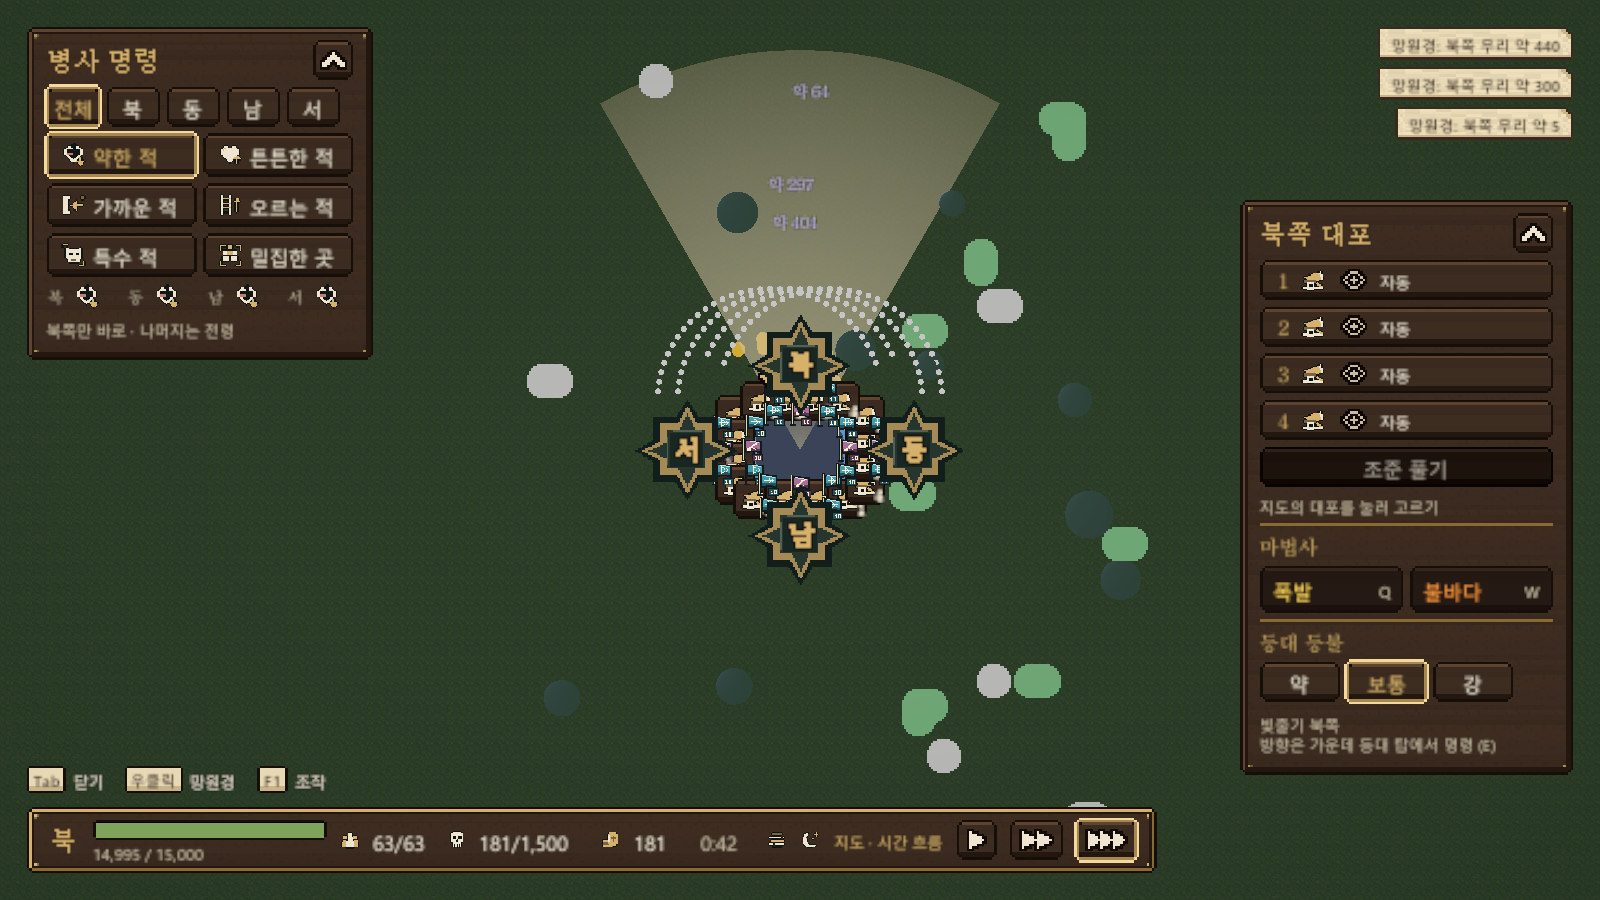 병사 명령
전체 북 동 남 서
약한 적 튼튼한 적
가까운 적 오르는 적
특수 적 밀집한 곳
북 동 남 서
북쪽만 바로 · 나머지는 전령
약 64
약 297
약 404
망원경: 북쪽 무리 약 440
망원경: 북쪽 무리 약 300
망원경: 북쪽 무리 약 5
북
서
동
남
북쪽 대포
1 자동
2 자동
3 자동
4 자동
조준 풀기
지도의 대포를 눌러 고르기
마법사
폭발 Q 불바다 W
등대 등불
약 보통 강
빛줄기 북쪽
방향은 가운데 등대 탑에서 명령 (E)
Tab 닫기 우클릭 망원경 F1 조작
북 14,995 / 15,000 63/63 181/1,500 181 0:42 지도 · 시간 흐름